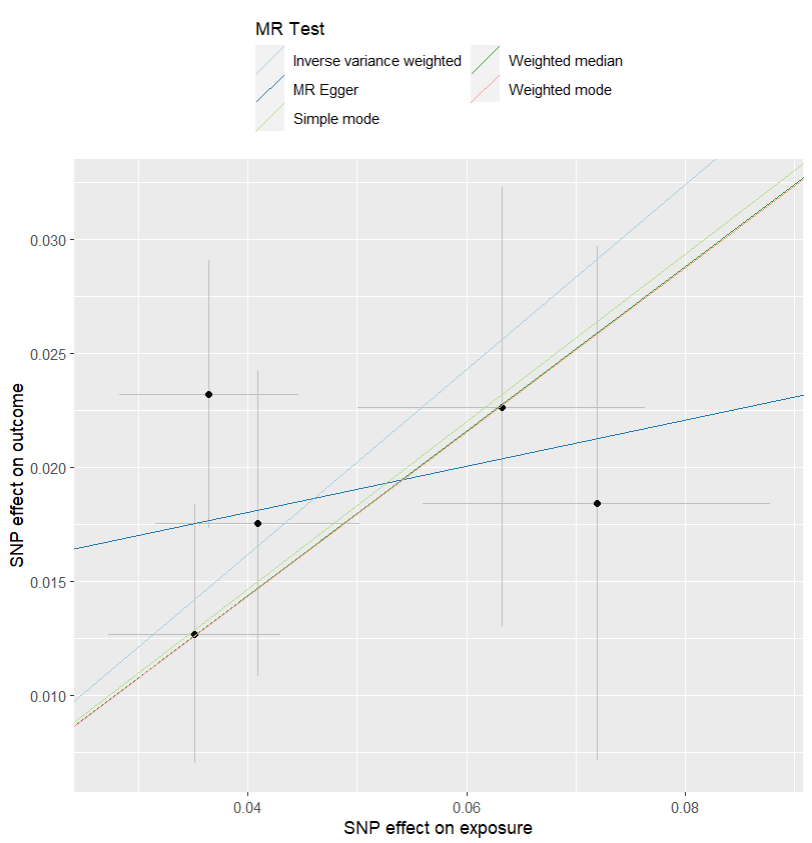 MR Test
Inverse variance weighted
Weighted median
MR Egger
Weighted mode
Simple mode
0.030
0.025
0.020
0.015
0.010
SNP effect on outcome
0.04
0.06
0.08
SNP effect on exposure